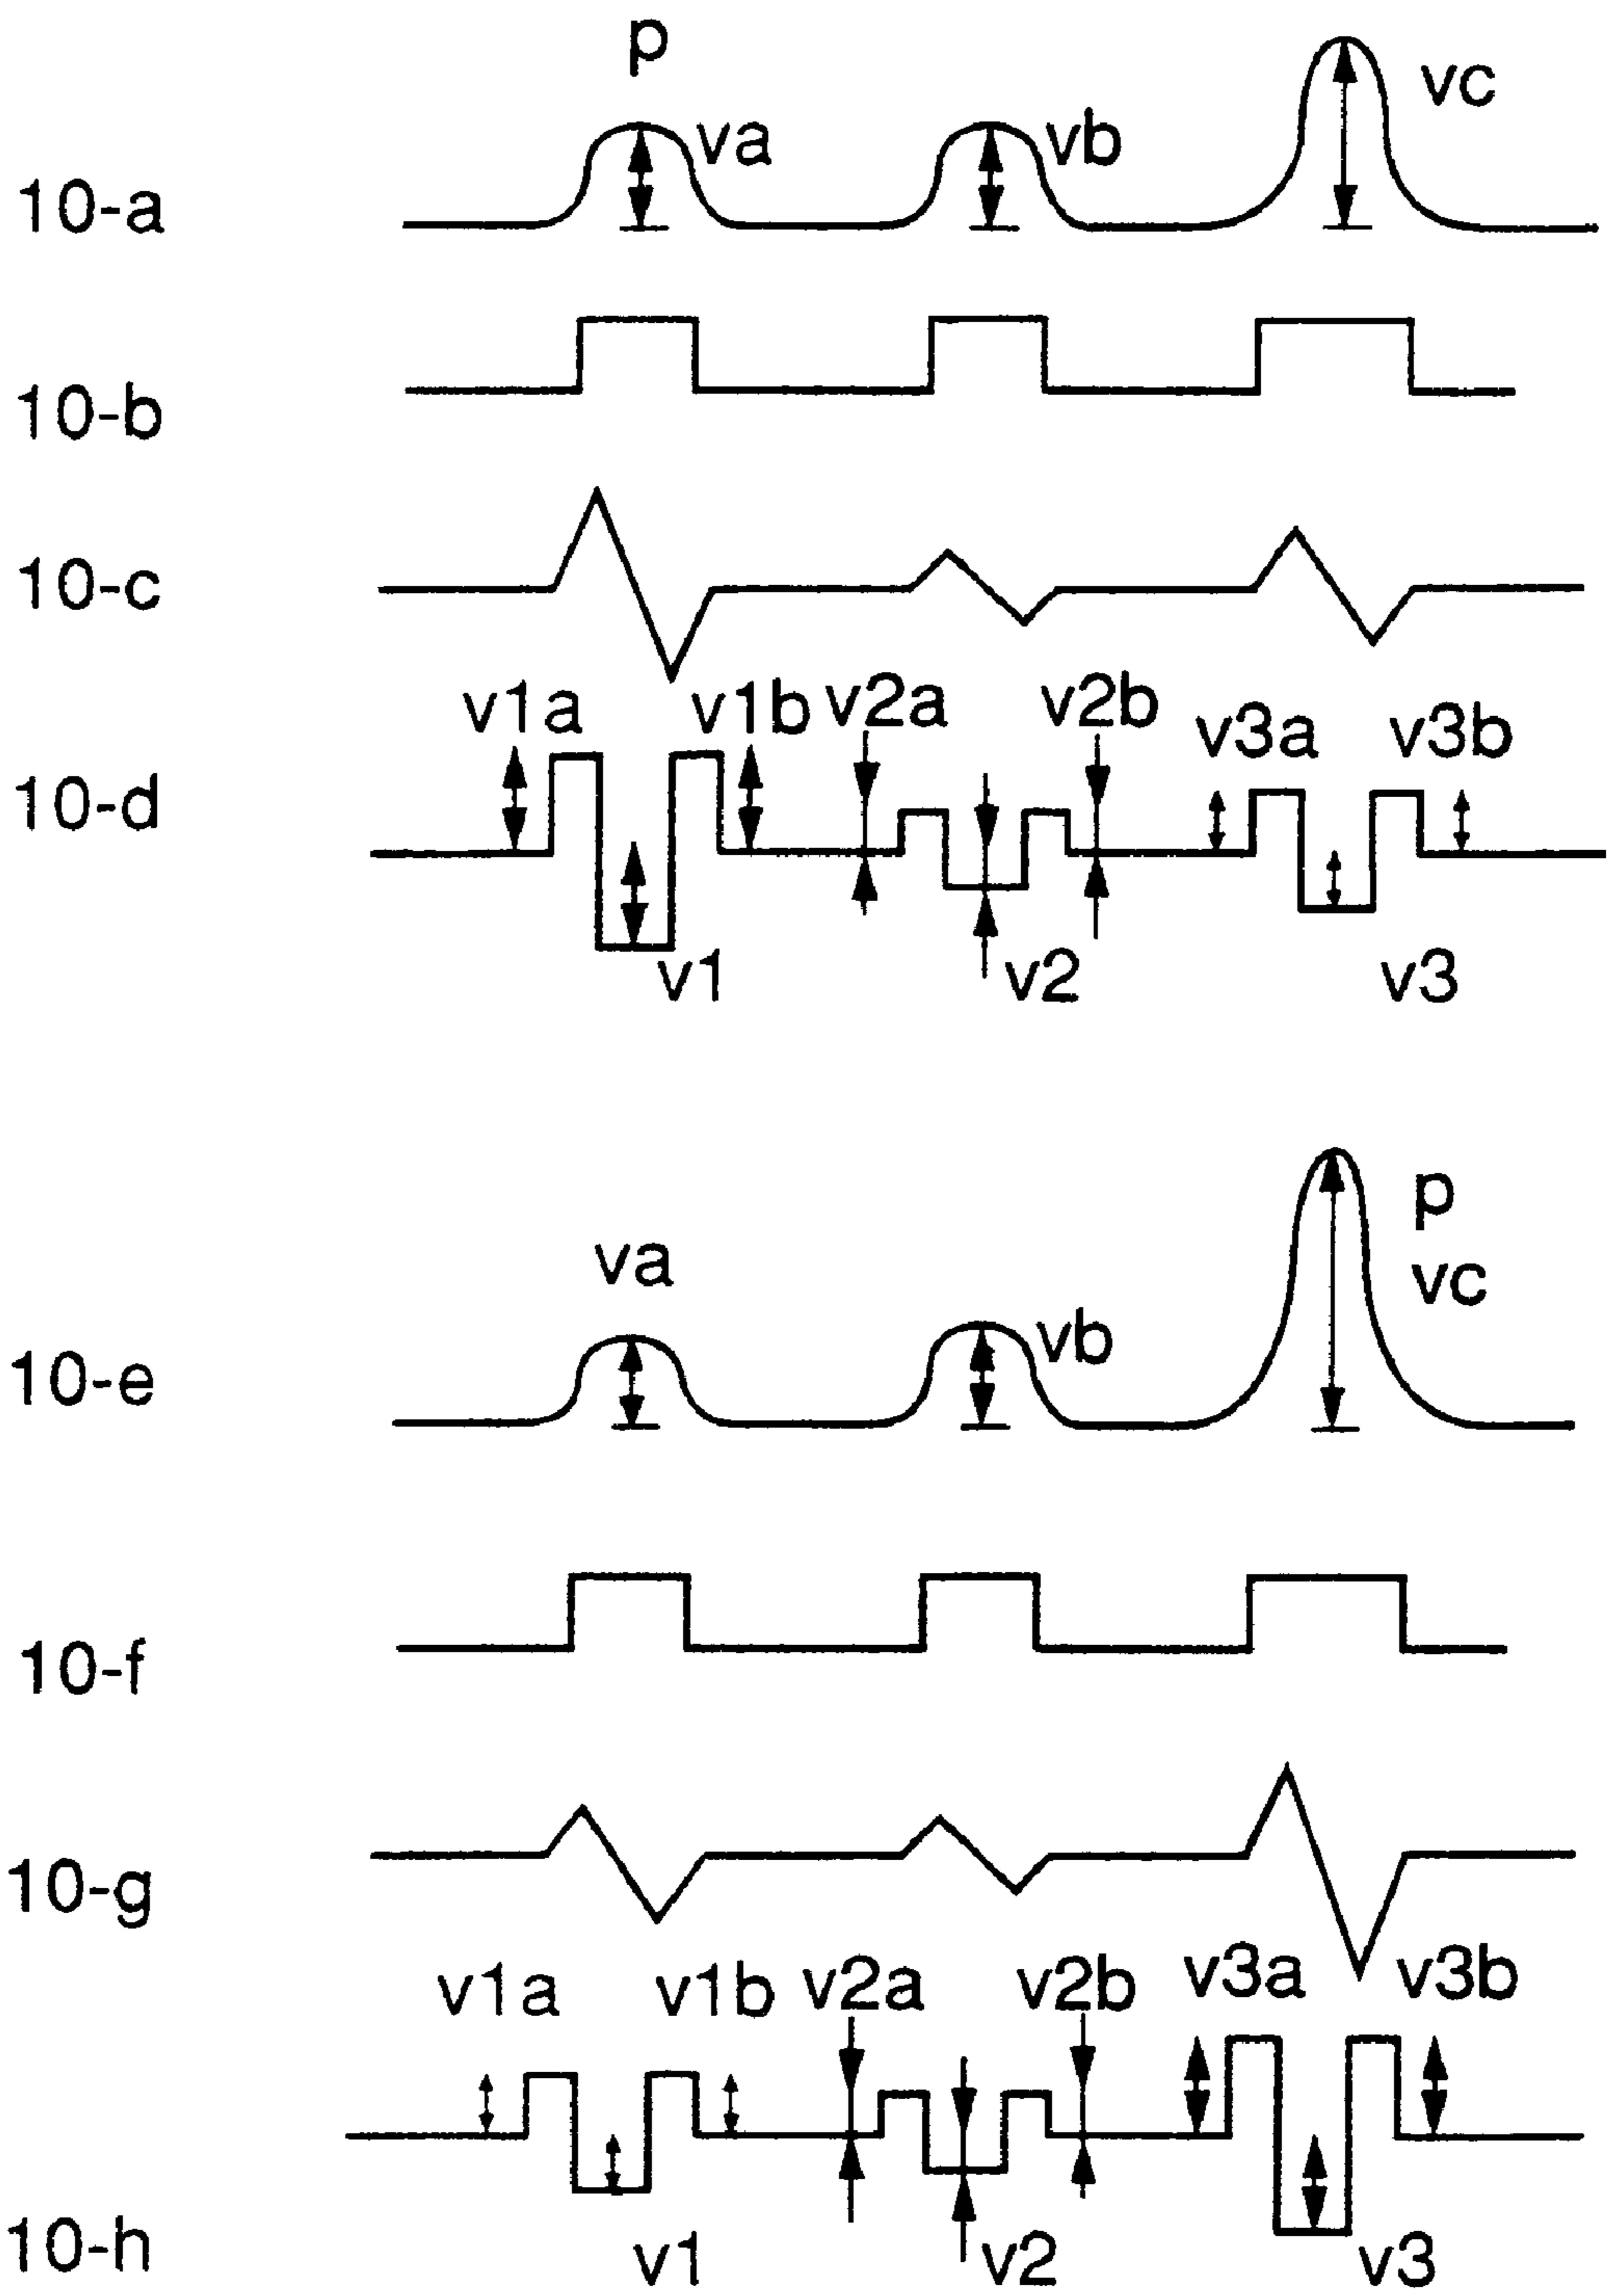 p
va
vb
vc
10-a
10-b
10-c
v1a v1b v2a v2b v3a v3b
10-d
v1 v2 v3
p
va
vc
vb
10-e
10-f
10-g
v1a v1b v2a v2b v3a v3b
10-h
v1 v2 v3